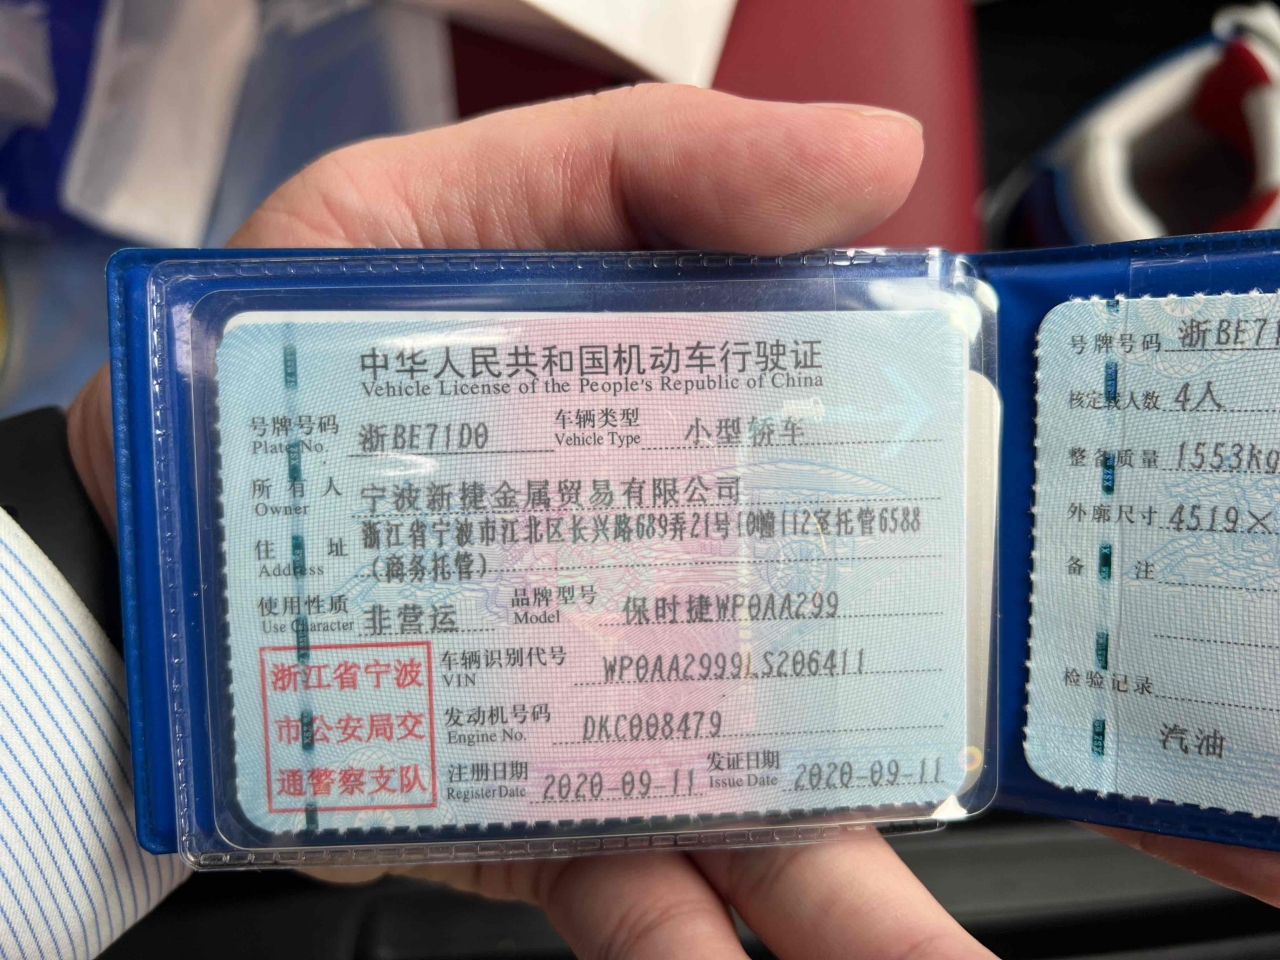 中华人民共和国机动车行驶证
Vehicle License of the People's Republic of China
号牌号码 浙BE71D0 车辆类型 小型轿车
Plate No. Vehicle Type
所有人 宁波新捷金属贸易有限公司
Owner
浙江省宁波市江北区长兴路689弄21号10幢112室托管6588
住址 (商务托管)
Address
使用性质 非营运 品牌型号 保时捷WP0AA299
Use Character Model
浙江省宁波
市公安局交
通警察支队
车辆识别代号 WP0AA2999LS206411
VIN
发动机号码 DKC008479
Engine No.
注册日期 2020-09-11 发证日期 2020-09-11
Register Date Issue Date
号牌号码 浙BE71
核定载人数 4人
整备质量 1553kg
外廓尺寸 4519×
备注
检验记录
汽油